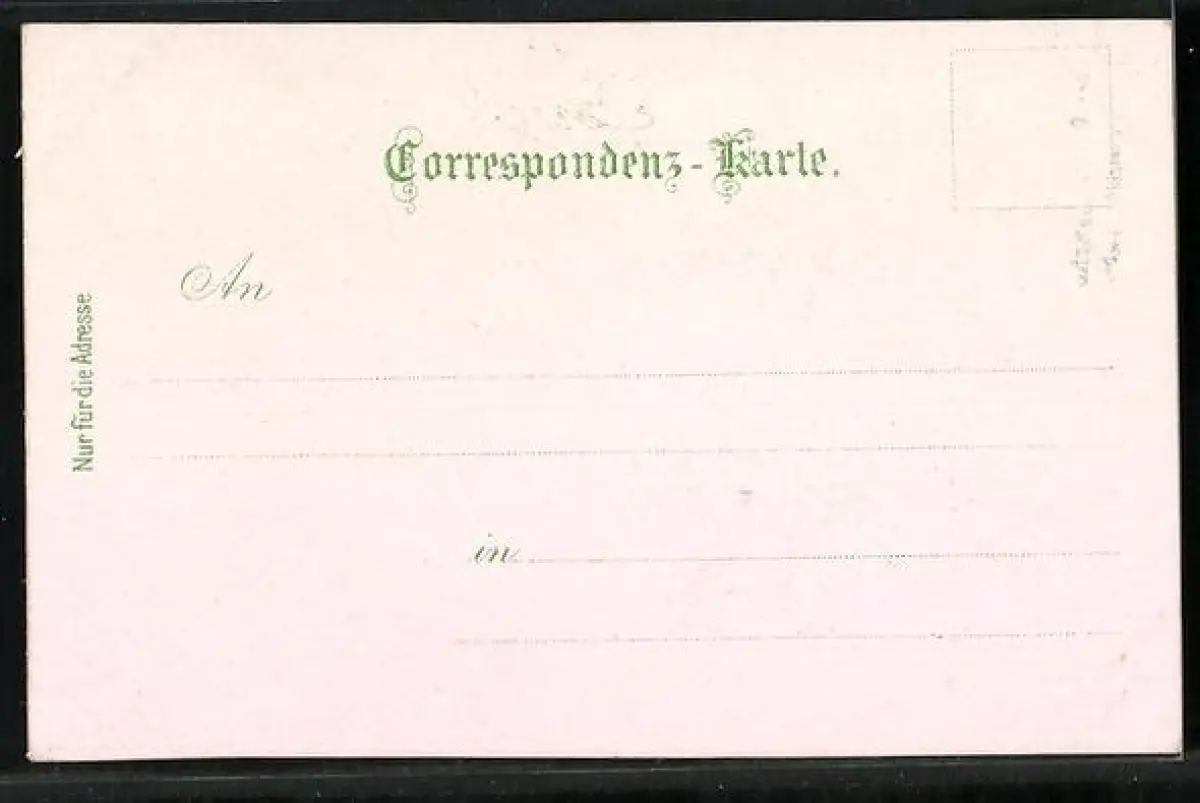 Correspondenz-Karte.
An
Nur für die Adresse
in